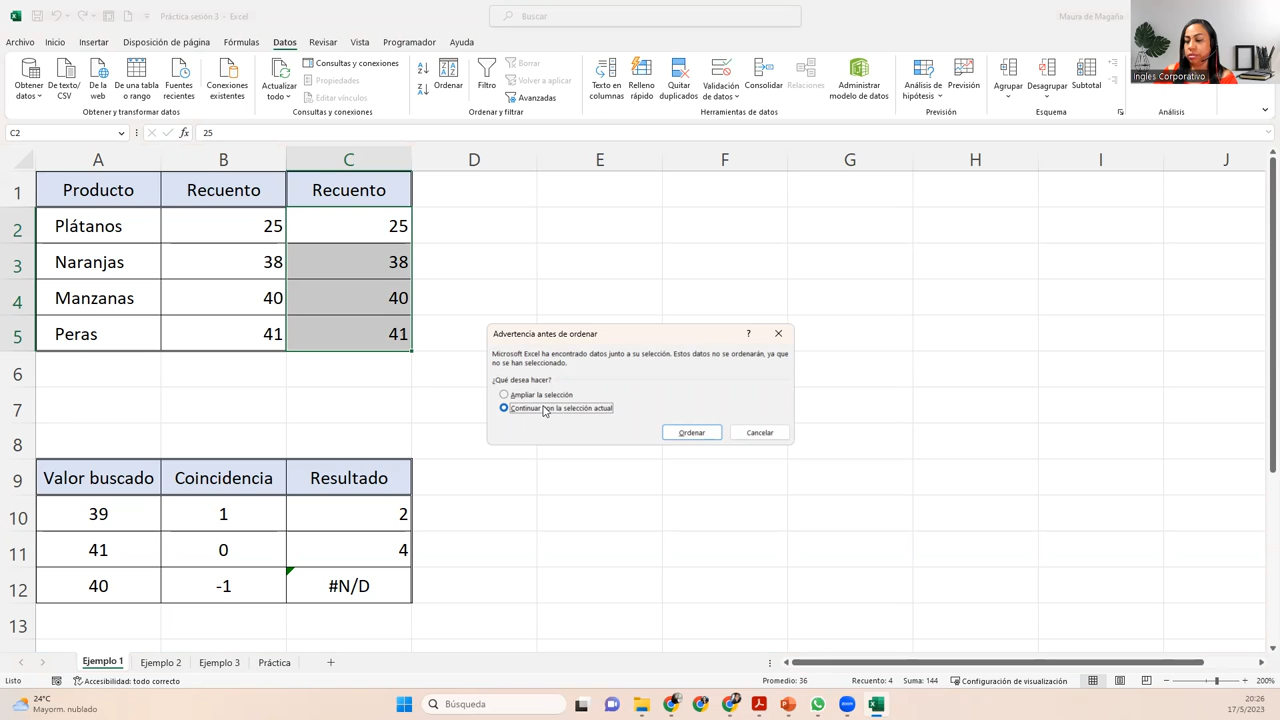 Práctica sesión 3 - Excel
Buscar
Maura de Magaña
Archivo Inicio Insertar Disposición de página Fórmulas Datos Revisar Vista Programador Ayuda
Obtener datos
De texto/ CSV
De la web
De una tabla o rango
Fuentes recientes
Conexiones existentes
Obtener y transformar datos
Actualizar todo
Consultas y conexiones
Propiedades
Editar vínculos
Consultas y conexiones
Ordenar
Filtro
Borrar
Volver a aplicar
Avanzadas
Ordenar y filtrar
Texto en columnas
Relleno rápido
Quitar duplicados
Validación de datos
Consolidar
Relaciones
Administrar modelo de datos
Herramientas de datos
Análisis de hipótesis
Previsión
Previsión
Agrupar
Desagrupar
Subtotal
Esquema
Análisis
Ingles Corporativo
C2 fx 25
A B C D E F G H I J
1 Producto Recuento Recuento
2 Plátanos 25 25
3 Naranjas 38 38
4 Manzanas 40 40
5 Peras 41 41
6
7
8
9 Valor buscado Coincidencia Resultado
10 39 1 2
11 41 0 4
12 40 -1 #N/D
13
Advertencia antes de ordenar ?
Microsoft Excel ha encontrado datos junto a su selección. Estos datos no se ordenarán, ya que
no se han seleccionado.
¿Qué desea hacer?
Ampliar la selección
Continuar con la selección actual
Ordenar Cancelar
Ejemplo 1 Ejemplo 2 Ejemplo 3 Práctica
Listo Accesibilidad: todo correcto Promedio: 36 Recuento: 4 Suma: 144 Configuración de visualización 200%
24°C
Mayorm. nublado
Búsqueda
zoom
20:26
17/5/2023